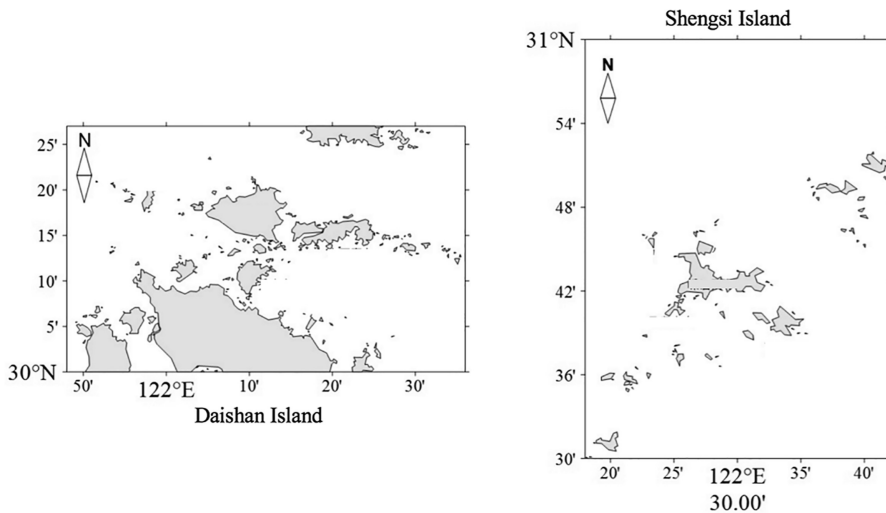 Shengsi Island
31°N
N
54'
48'
42'
36'
30'
20'
25'
122°E
35'
40'
30.00'
N
25'
20'
15'
10'
5'
30°N
50'
122°E
10'
20'
30'
Daishan Island